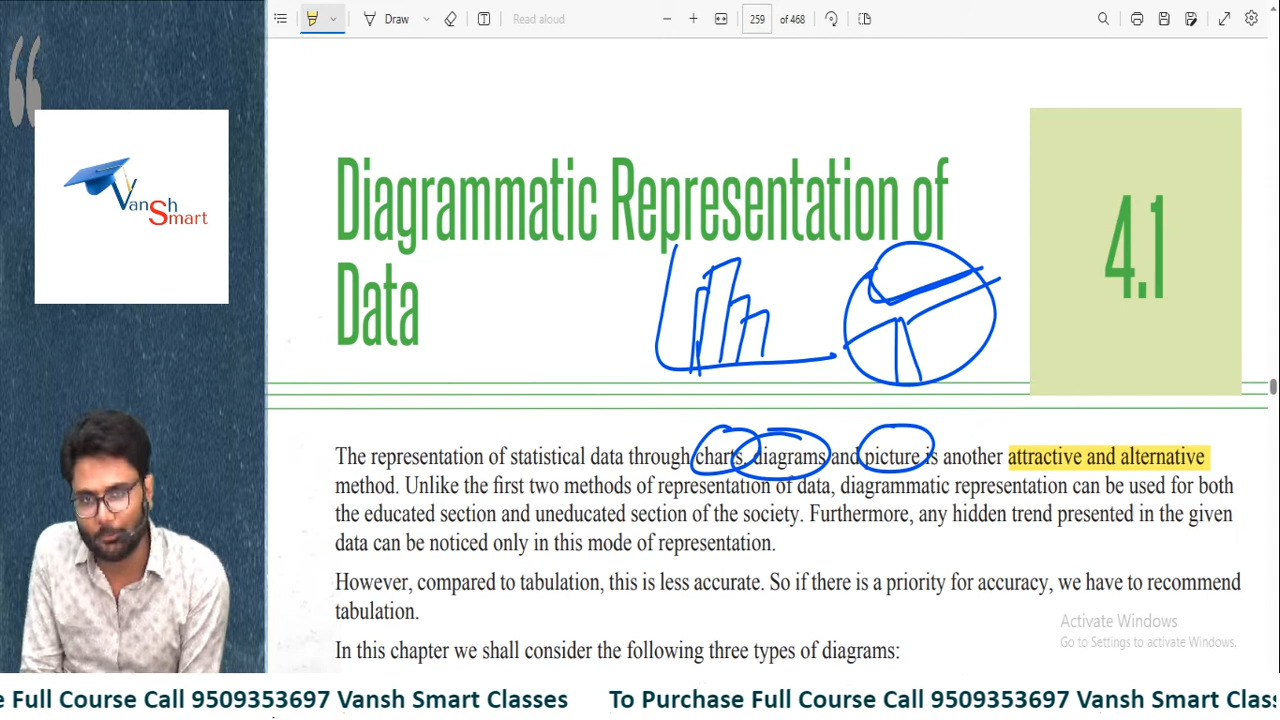 Draw
Read aloud
259
of 468
Vansh
Smart
Diagrammatic Representation of
Data
4.1
The representation of statistical data through charts, diagrams and picture is another attractive and alternative
method. Unlike the first two methods of representation of data, diagrammatic representation can be used for both
the educated section and uneducated section of the society. Furthermore, any hidden trend presented in the given
data can be noticed only in this mode of representation.
However, compared to tabulation, this is less accurate. So if there is a priority for accuracy, we have to recommend
tabulation.
In this chapter we shall consider the following three types of diagrams:
Activate Windows
Go to Settings to activate Windows.
e Full Course Call 9509353697 Vansh Smart Classes
To Purchase Full Course Call 9509353697 Vansh Smart Clas